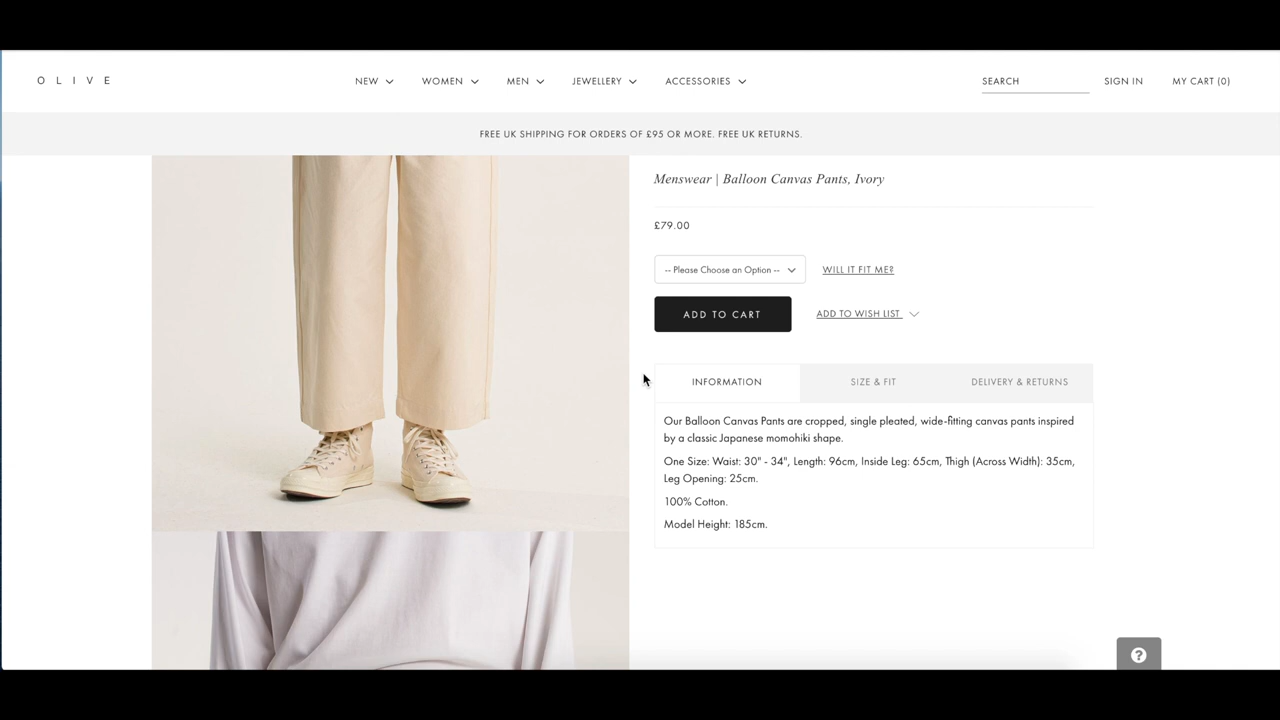 O L I V E
NEW
WOMEN
MEN
JEWELLERY
ACCESSORIES
SEARCH
SIGN IN
MY CART (0)
FREE UK SHIPPING FOR ORDERS OF £95 OR MORE. FREE UK RETURNS.
Menswear | Balloon Canvas Pants, Ivory
£79.00
-- Please Choose an Option --
WILL IT FIT ME?
ADD TO CART
ADD TO WISH LIST
INFORMATION
SIZE & FIT
DELIVERY & RETURNS
Our Balloon Canvas Pants are cropped, single pleated, wide-fitting canvas pants inspired
by a classic Japanese momohiki shape.
One Size: Waist: 30" - 34", Length: 96cm, Inside Leg: 65cm, Thigh (Across Width): 35cm,
Leg Opening: 25cm.
100% Cotton.
Model Height: 185cm.
?